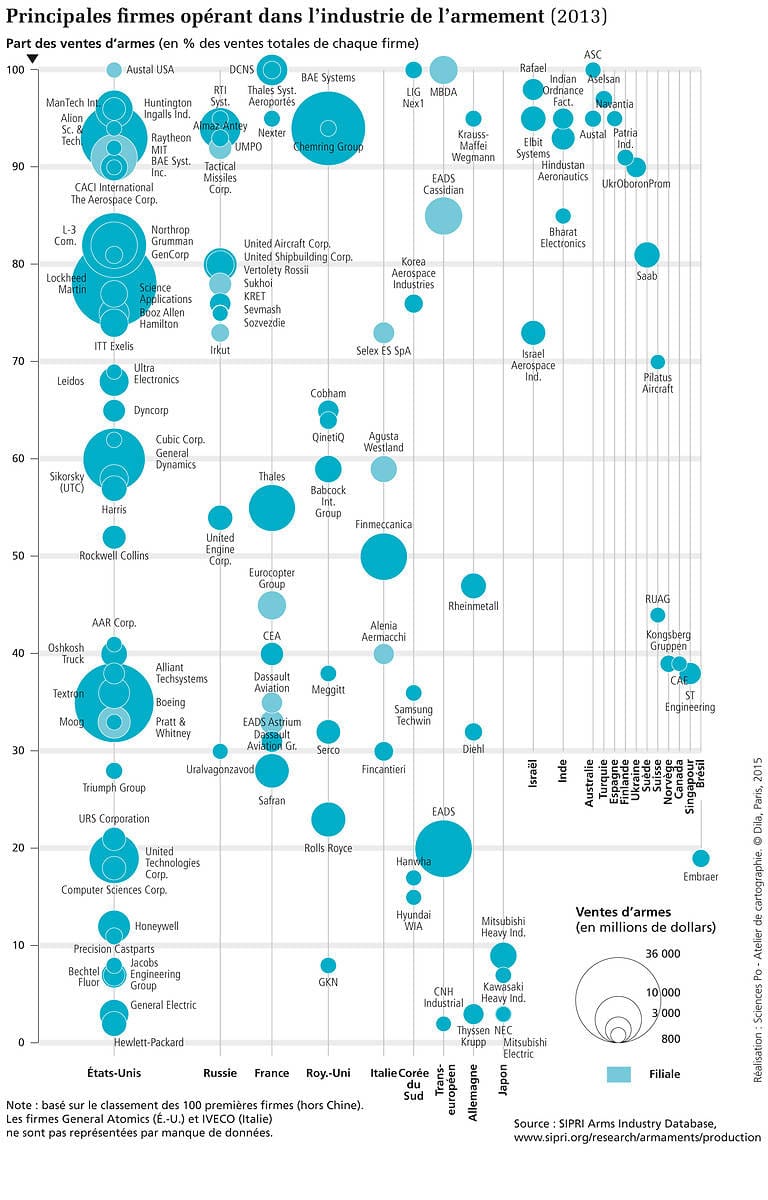 Principales firmes opérant dans l'industrie de l'armement (2013)
Part des ventes d'armes (en % des ventes totales de chaque firme)
100
90
80
70
60
50
40
30
20
10
0
Austal USA
ManTech Int.
Huntington
Ingalls Ind.
Alion
Sc. &
Tech.
Raytheon
MIT
BAE Syst.
Inc.
CACI International
The Aerospace Corp.
L-3
Com.
Northrop
Grumman
GenCorp
Lockheed
Martin
Science
Applications
Booz Allen
Hamilton
ITT Exelis
Leidos
Ultra
Electronics
Dyncorp
Cubic Corp.
General
Dynamics
Sikorsky
(UTC)
Harris
Rockwell Collins
AAR Corp.
Oshkosh
Truck
Alliant
Techsystems
Textron
Boeing
Moog
Pratt &
Whitney
Triumph Group
URS Corporation
United
Technologies
Corp.
Computer Sciences Corp.
Honeywell
Precision Castparts
Bechtel
Fluor
Jacobs
Engineering
Group
General Electric
Hewlett-Packard
RTI
Syst.
Almaz-Antey
UMPO
Tactical
Missiles
Corp.
United Aircraft Corp.
United Shipbuilding Corp.
Vertolety Rossii
Sukhoi
KRET
Sevmash
Sozvezdie
Irkut
United
Engine
Corp.
Uralvagonzavod
DCNS
Thales Syst.
Aeroportés
Nexter
Thales
Eurocopter
Group
CEA
Dassault
Aviation
EADS Astrium
Dassault
Aviation Gr.
Safran
BAE Systems
Chemring Group
Cobham
QinetiQ
Babcock
Int.
Group
Meggitt
Serco
Rolls Royce
GKN
Selex ES SpA
Agusta
Westland
Finmeccanica
Alenia
Aermacchi
Fincantieri
LIG
Nex1
Korea
Aerospace
Industries
Samsung
Techwin
Hanwha
Hyundai
WIA
MBDA
EADS
Cassidian
EADS
CNH
Industrial
Krauss-
Maffei
Wegmann
Rheinmetall
Diehl
Thyssen
Krupp
Mitsubishi
Heavy Ind.
Kawasaki
Heavy Ind.
NEC
Mitsubishi
Electric
Rafael
Elbit
Systems
Israel
Aerospace
Ind.
Indian
Ordnance
Fact.
Hindustan
Aeronautics
Bharat
Electronics
ASC
Austal
Aselsan
Navantia
Patria
Ind.
UkrOboronProm
Saab
Pilatus
Aircraft
RUAG
Kongsberg
Gruppen
CAE
ST
Engineering
Embraer
Israël
Inde
Australie
Turquie
Espagne
Finlande
Ukraine
Suède
Suisse
Norvège
Canada
Singapour
Brésil
États-Unis
Russie
France
Roy.-Uni
Italie
Corée
du
Sud
Trans-
européen
Allemagne
Japon
Ventes d'armes
(en millions de dollars)
36 000
10 000
3 000
800
Filiale
Réalisation : Sciences Po - Atelier de cartographie. © Dila, Paris, 2015
Note : basé sur le classement des 100 premières firmes (hors Chine).
Les firmes General Atomics (É.-U.) et IVECO (Italie)
ne sont pas représentées par manque de données.
Source : SIPRI Arms Industry Database,
www.sipri.org/research/armaments/production